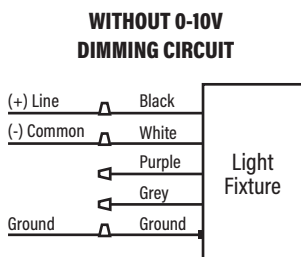 WITHOUT 0-10V
DIMMING CIRCUIT
(+) Line Black
(-) Common White
Purple
Grey
Ground Ground
Light
Fixture